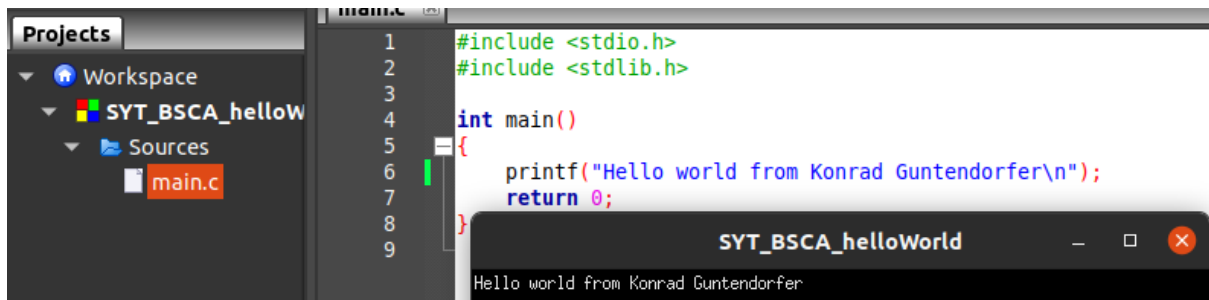 main.c
Projects
Workspace
SYT_BSCA_helloW
Sources
main.c
1 #include <stdio.h>
2 #include <stdlib.h>
3
4 int main()
5 {
6 printf("Hello world from Konrad Guntendorfer\n");
7 return 0;
8 }
9
SYT_BSCA_helloWorld
Hello world from Konrad Guntendorfer